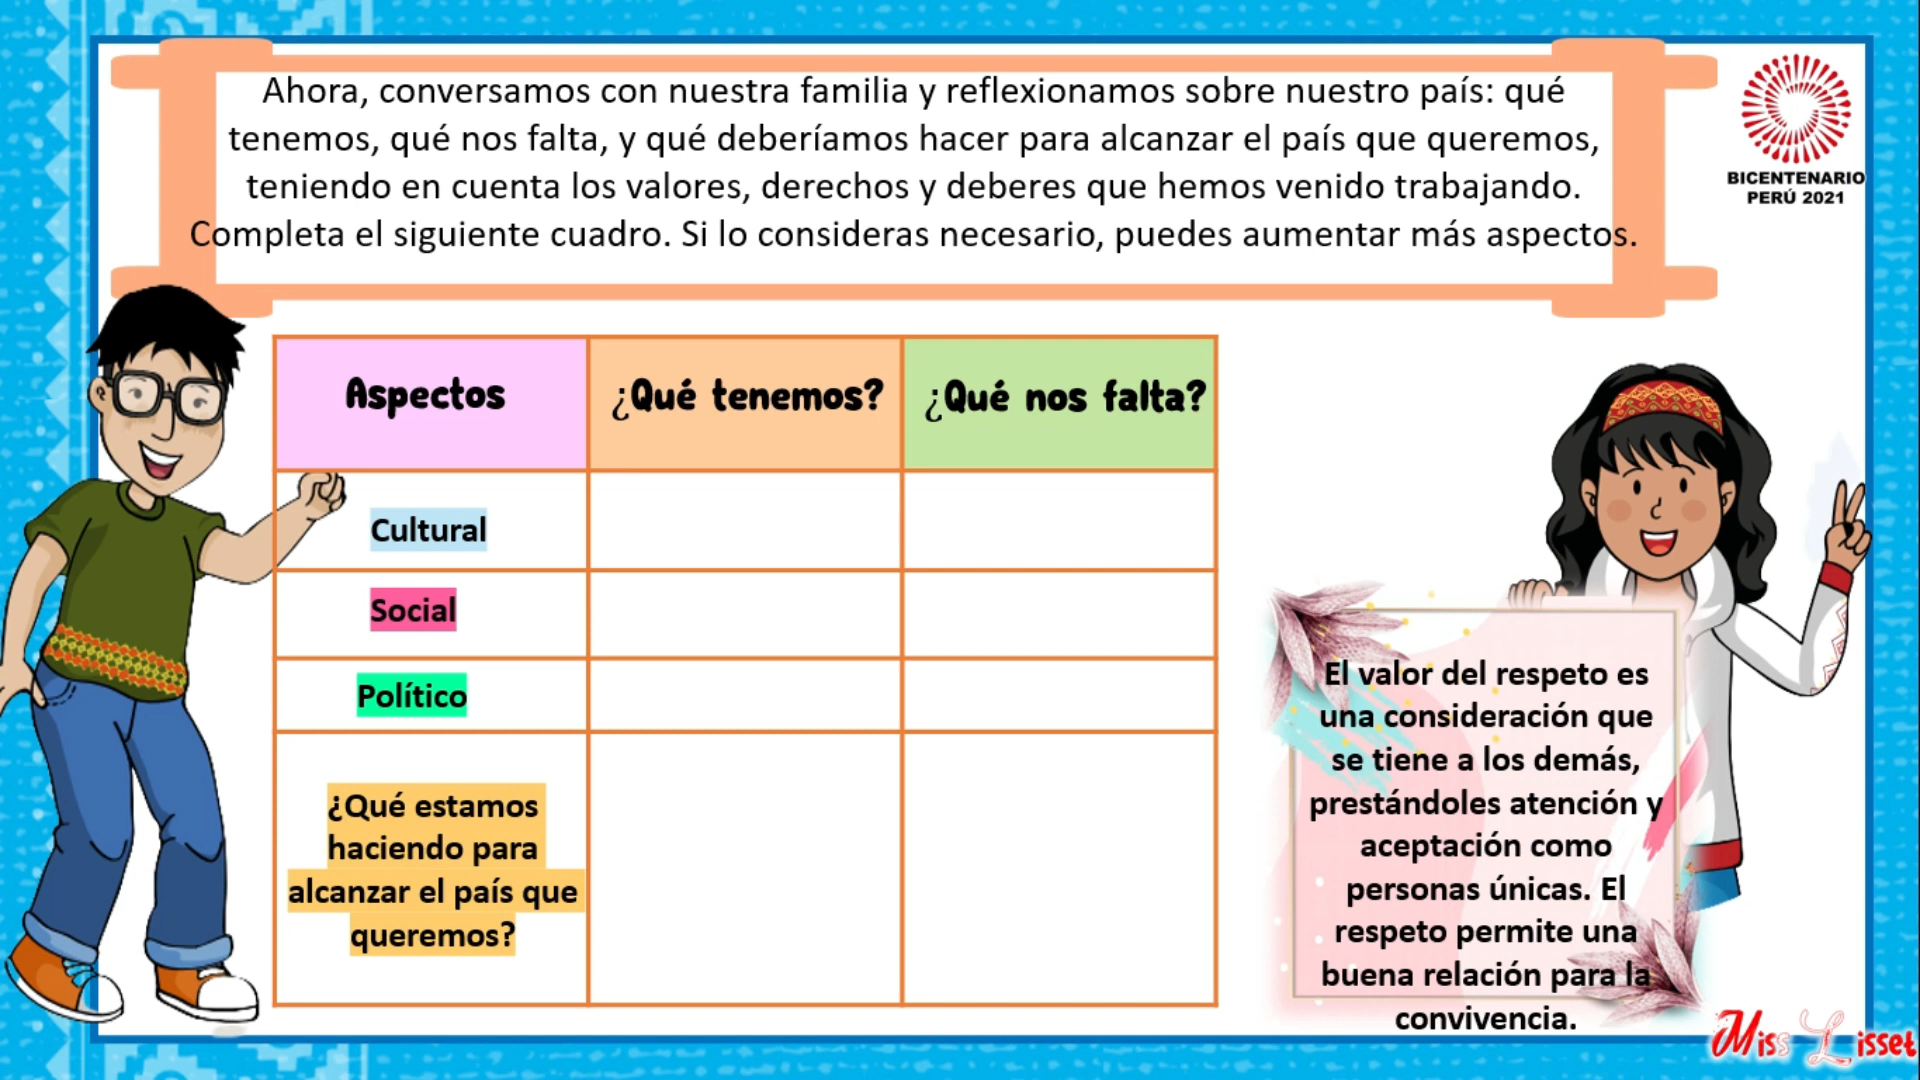 Ahora, conversamos con nuestra familia y reflexionamos sobre nuestro país: qué
tenemos, qué nos falta, y qué deberíamos hacer para alcanzar el país que queremos,
teniendo en cuenta los valores, derechos y deberes que hemos venido trabajando.
Completa el siguiente cuadro. Si lo consideras necesario, puedes aumentar más aspectos.
BICENTENARIO
PERÚ 2021
Aspectos
¿Qué tenemos?
¿Qué nos falta?
Cultural
Social
Político
¿Qué estamos
haciendo para
alcanzar el país que
queremos?
El valor del respeto es
una consideración que
se tiene a los demás,
prestándoles atención y
aceptación como
personas únicas. El
respeto permite una
buena relación para la
convivencia.
Miss Lisset